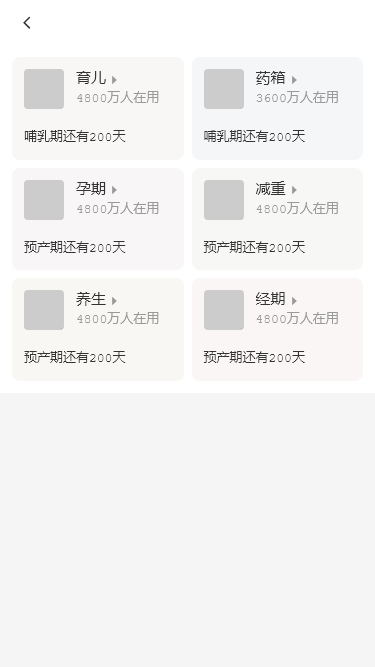 育儿
4800万人在用
哺乳期还有200天
药箱
3600万人在用
哺乳期还有200天
孕期
4800万人在用
预产期还有200天
减重
4800万人在用
预产期还有200天
养生
4800万人在用
预产期还有200天
经期
4800万人在用
预产期还有200天